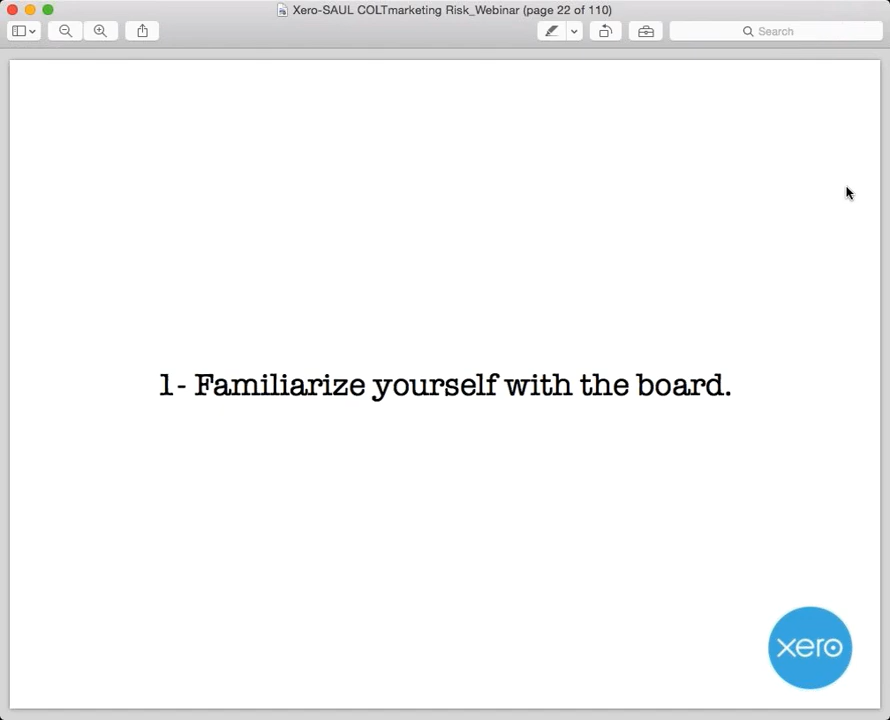 Xero-SAUL COLTmarketing Risk_Webinar (page 22 of 110)
Search
1- Familiarize yourself with the board.
xero